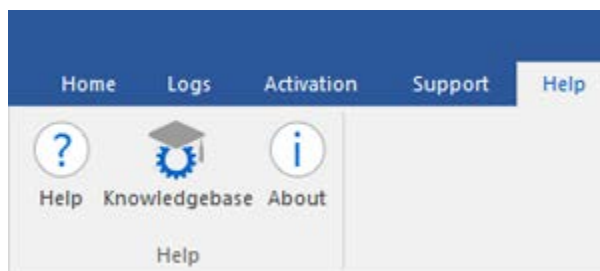 Home Logs Activation Support Help
? i
Help Knowledgebase About
Help